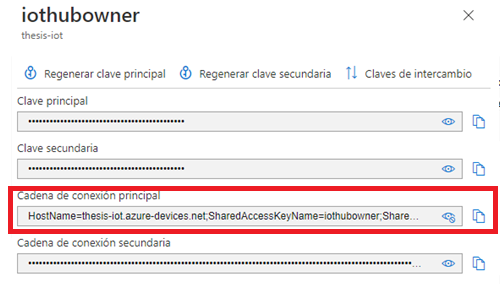 iothubowner
thesis-iot
Regenerar clave principal Regenerar clave secundaria Claves de intercambio
Clave principal
••••••••••••••••••••••••••••••••••••••••••••
Clave secundaria
••••••••••••••••••••••••••••••••••••••••••••
Cadena de conexión principal
HostName=thesis-iot.azure-devices.net;SharedAccessKeyName=iothubowner;Share...
Cadena de conexión secundaria
••••••••••••••••••••••••••••••••••••••••••••••••••••••••••••••••••••••••••••••••••••••••••••...